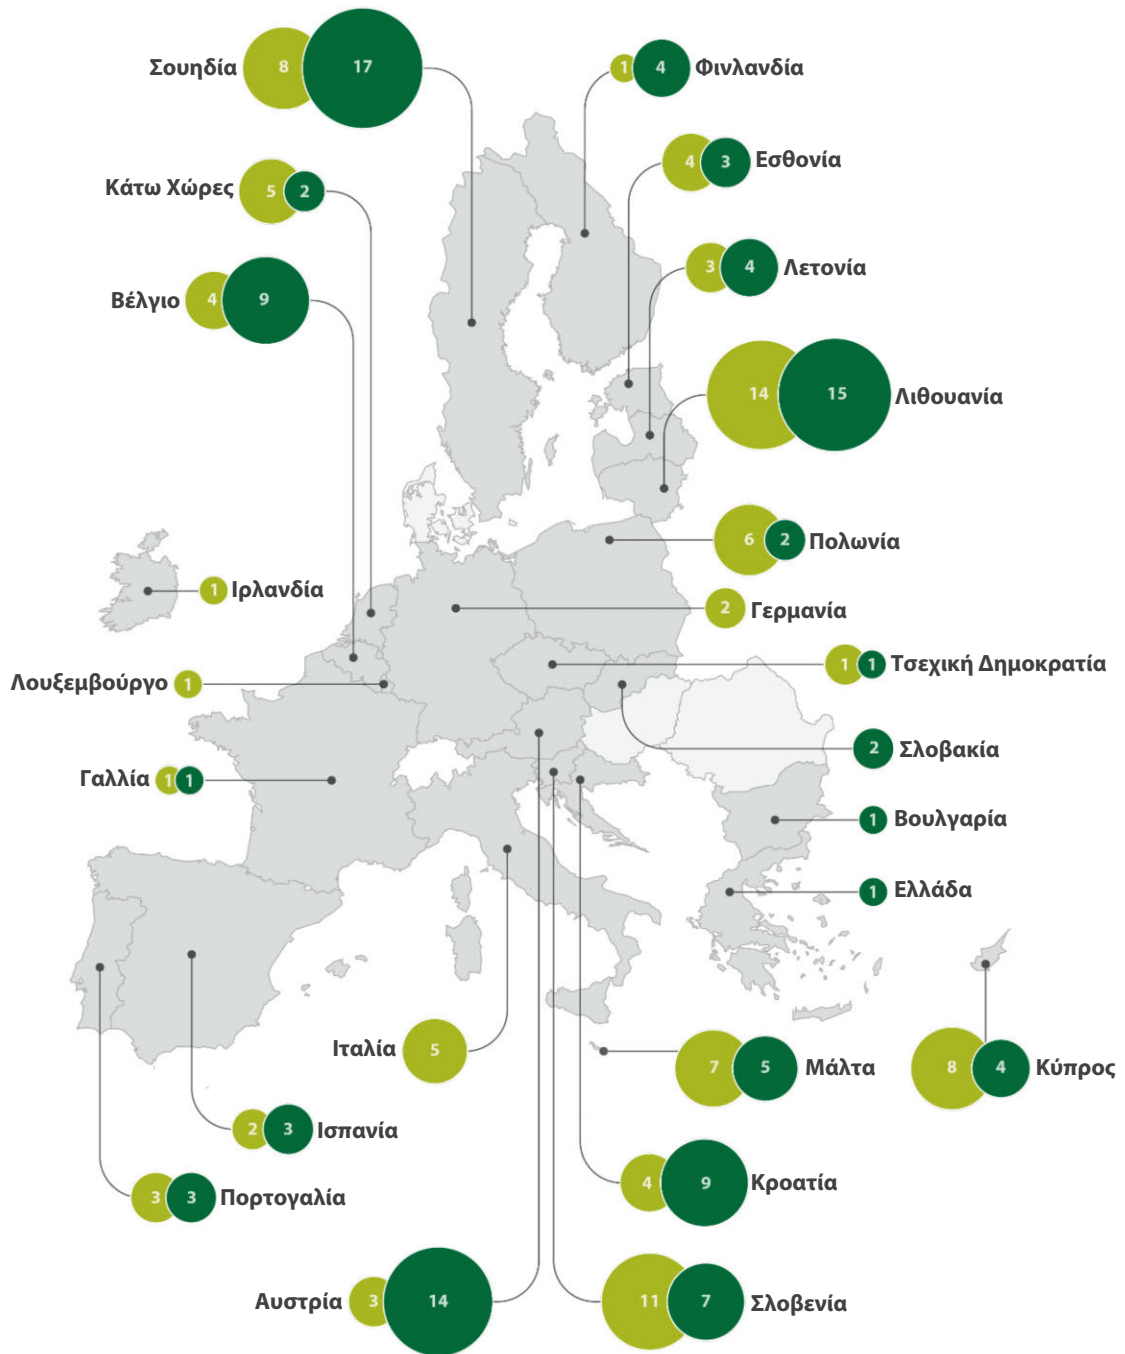 Σουηδία 8 17
1 4 Φινλανδία
4 3 Εσθονία
Κάτω Χώρες 5 2
3 4 Λετονία
Βέλγιο 4 9
14 15 Λιθουανία
6 2 Πολωνία
1 Ιρλανδία
2 Γερμανία
1 1 Τσεχική Δημοκρατία
Λουξεμβούργο 1
2 Σλοβακία
Γαλλία 1 1
1 Βουλγαρία
1 Ελλάδα
Ιταλία 5
7 5 Μάλτα
8 4 Κύπρος
2 3 Ισπανία
4 9 Κροατία
3 3 Πορτογαλία
Αυστρία 3 14
11 7 Σλοβενία